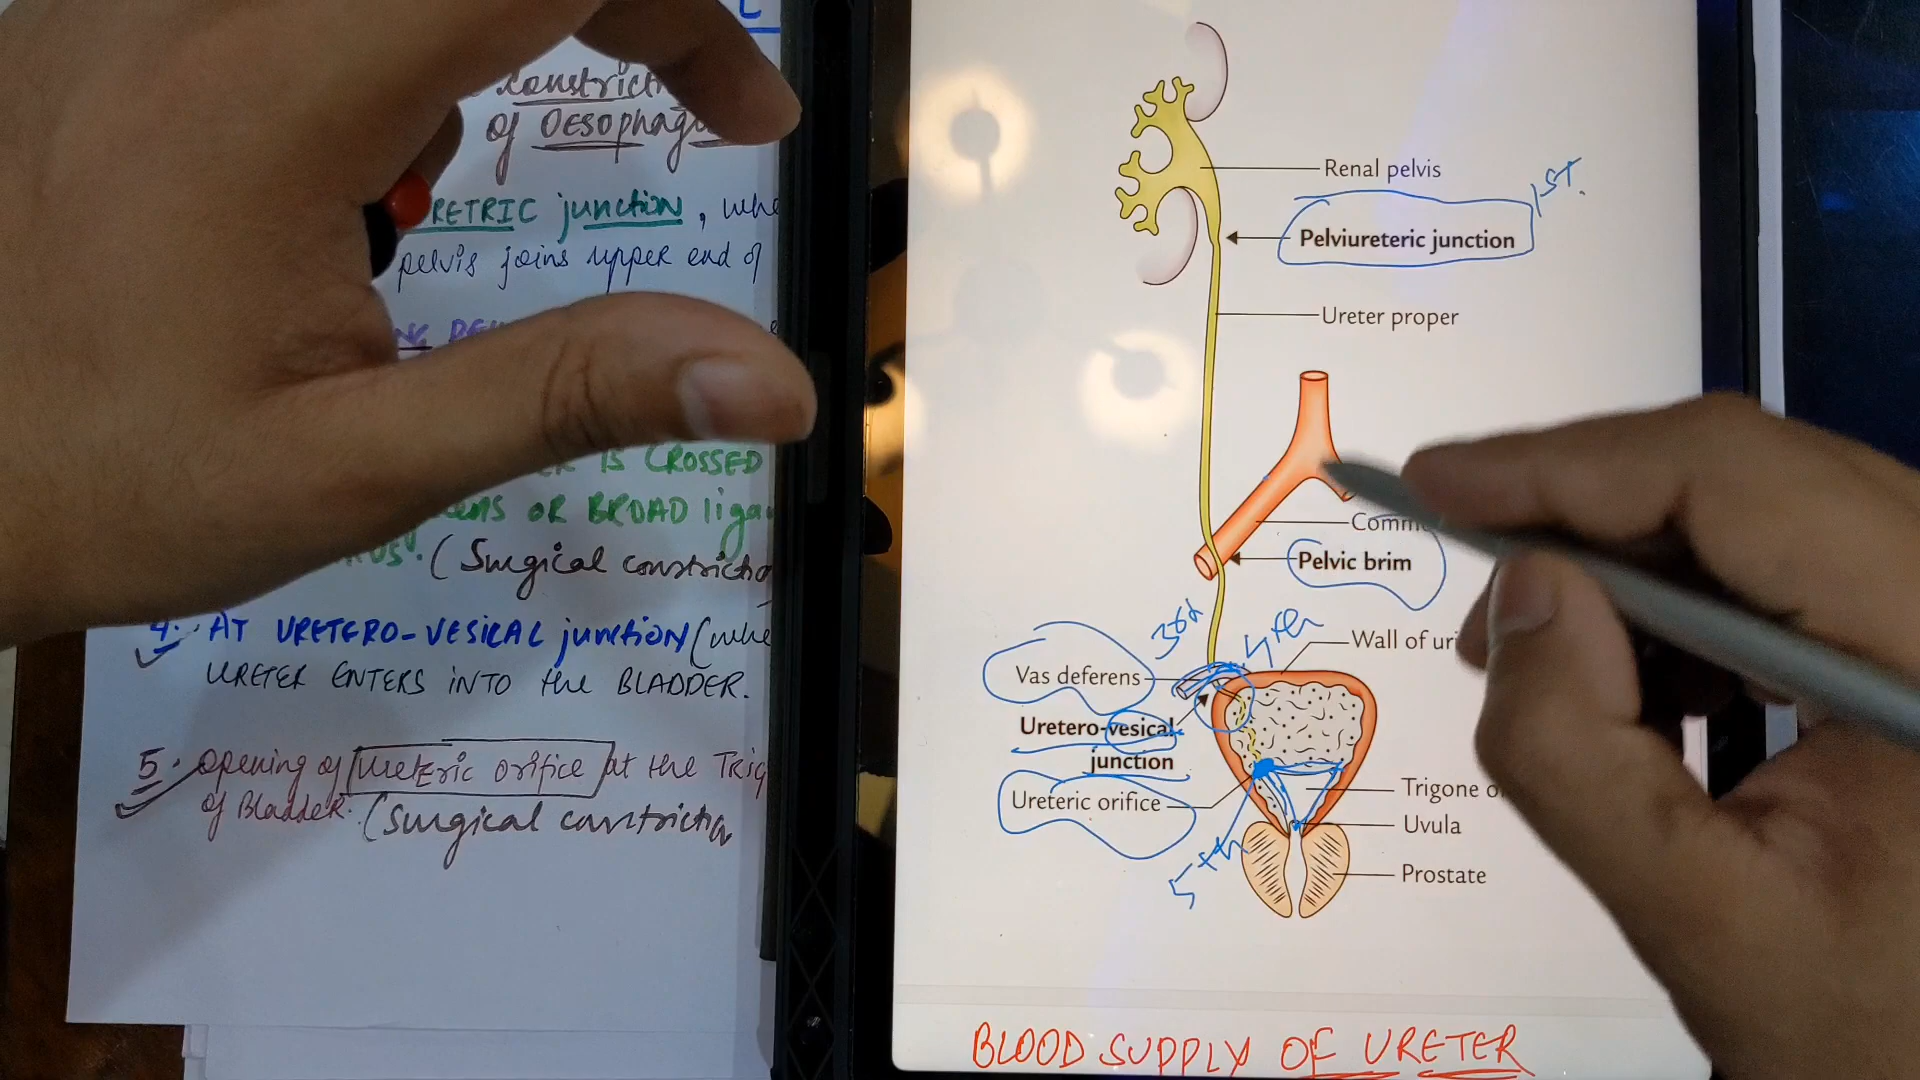 of OESOphag
RETRIC junction, whe
pelvis joins upper end of
IS CROSSED
OR BROAD liga
(Surgical constrictio
4. AT URETERO-VESICAL junction (whe
URETER ENTERS INTO the BLADDER.
5. Opening of Ureteric orifice at the TRIG
of Bladder. (Surgical constriction
Renal pelvis
1ST.
Pelviureteric junction
Ureter proper
Comm
Pelvic brim
3rd
4th
Wall of uri
Vas deferens
Uretero-vesical
junction
Ureteric orifice
Trigone o
Uvula
5th
Prostate
BLOOD SUPPLY OF URETER